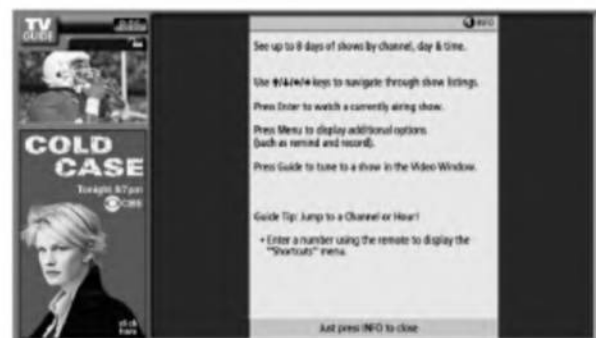 TV
GUIDE
INFO
See up to 8 days of shows by channel, day & time.
Use ↑/↓/←/→ keys to navigate through show listings.
Press Enter to watch a currently airing show.
Press Menu to display additional options
(such as remind and record).
Press Guide to tune to a show in the Video Window.
Guide Tip: Jump to a Channel or Hour!
• Enter a number using the remote to display the
"Shortcuts" menu.
Just press INFO to close
COLD
CASE
Tonight 8/7pm
CBS
click
here